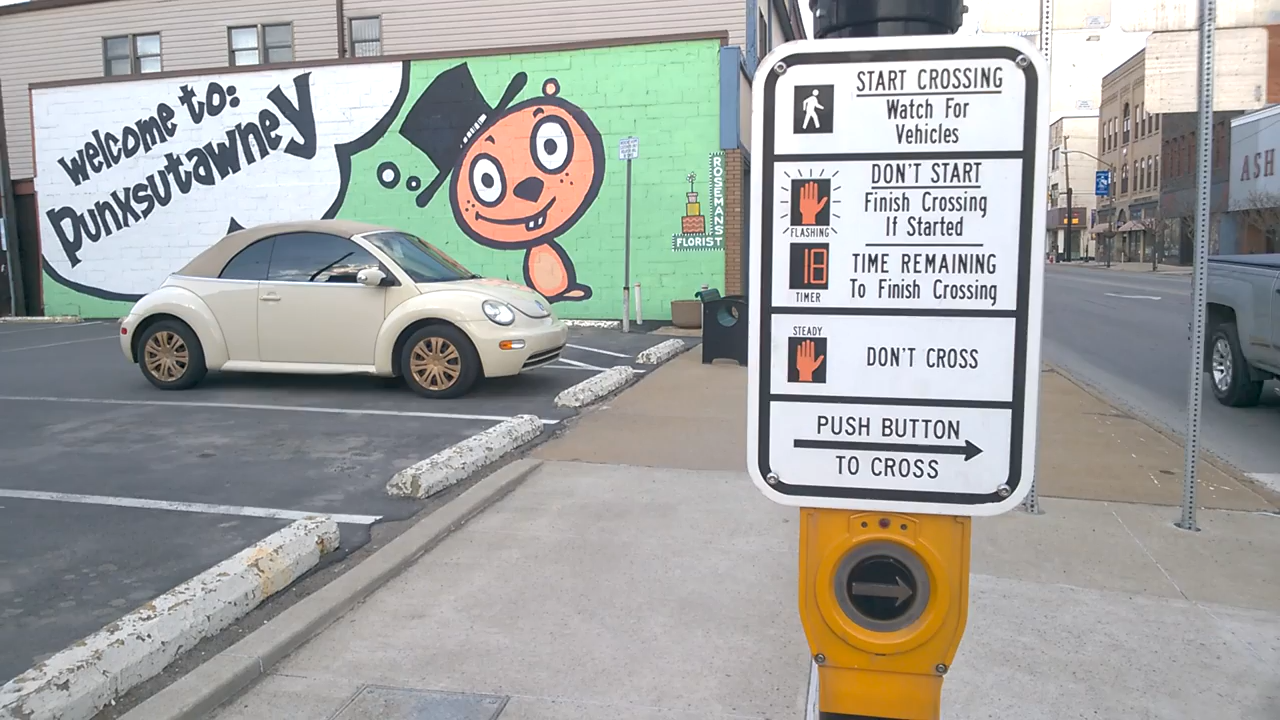 welcome to:
punxsutawney
ROSEMANS
FLORIST
START CROSSING
Watch For
Vehicles
DON'T START
Finish Crossing
If Started
FLASHING
18
TIME REMAINING
To Finish Crossing
TIMER
STEADY
DON'T CROSS
PUSH BUTTON
TO CROSS
ASH